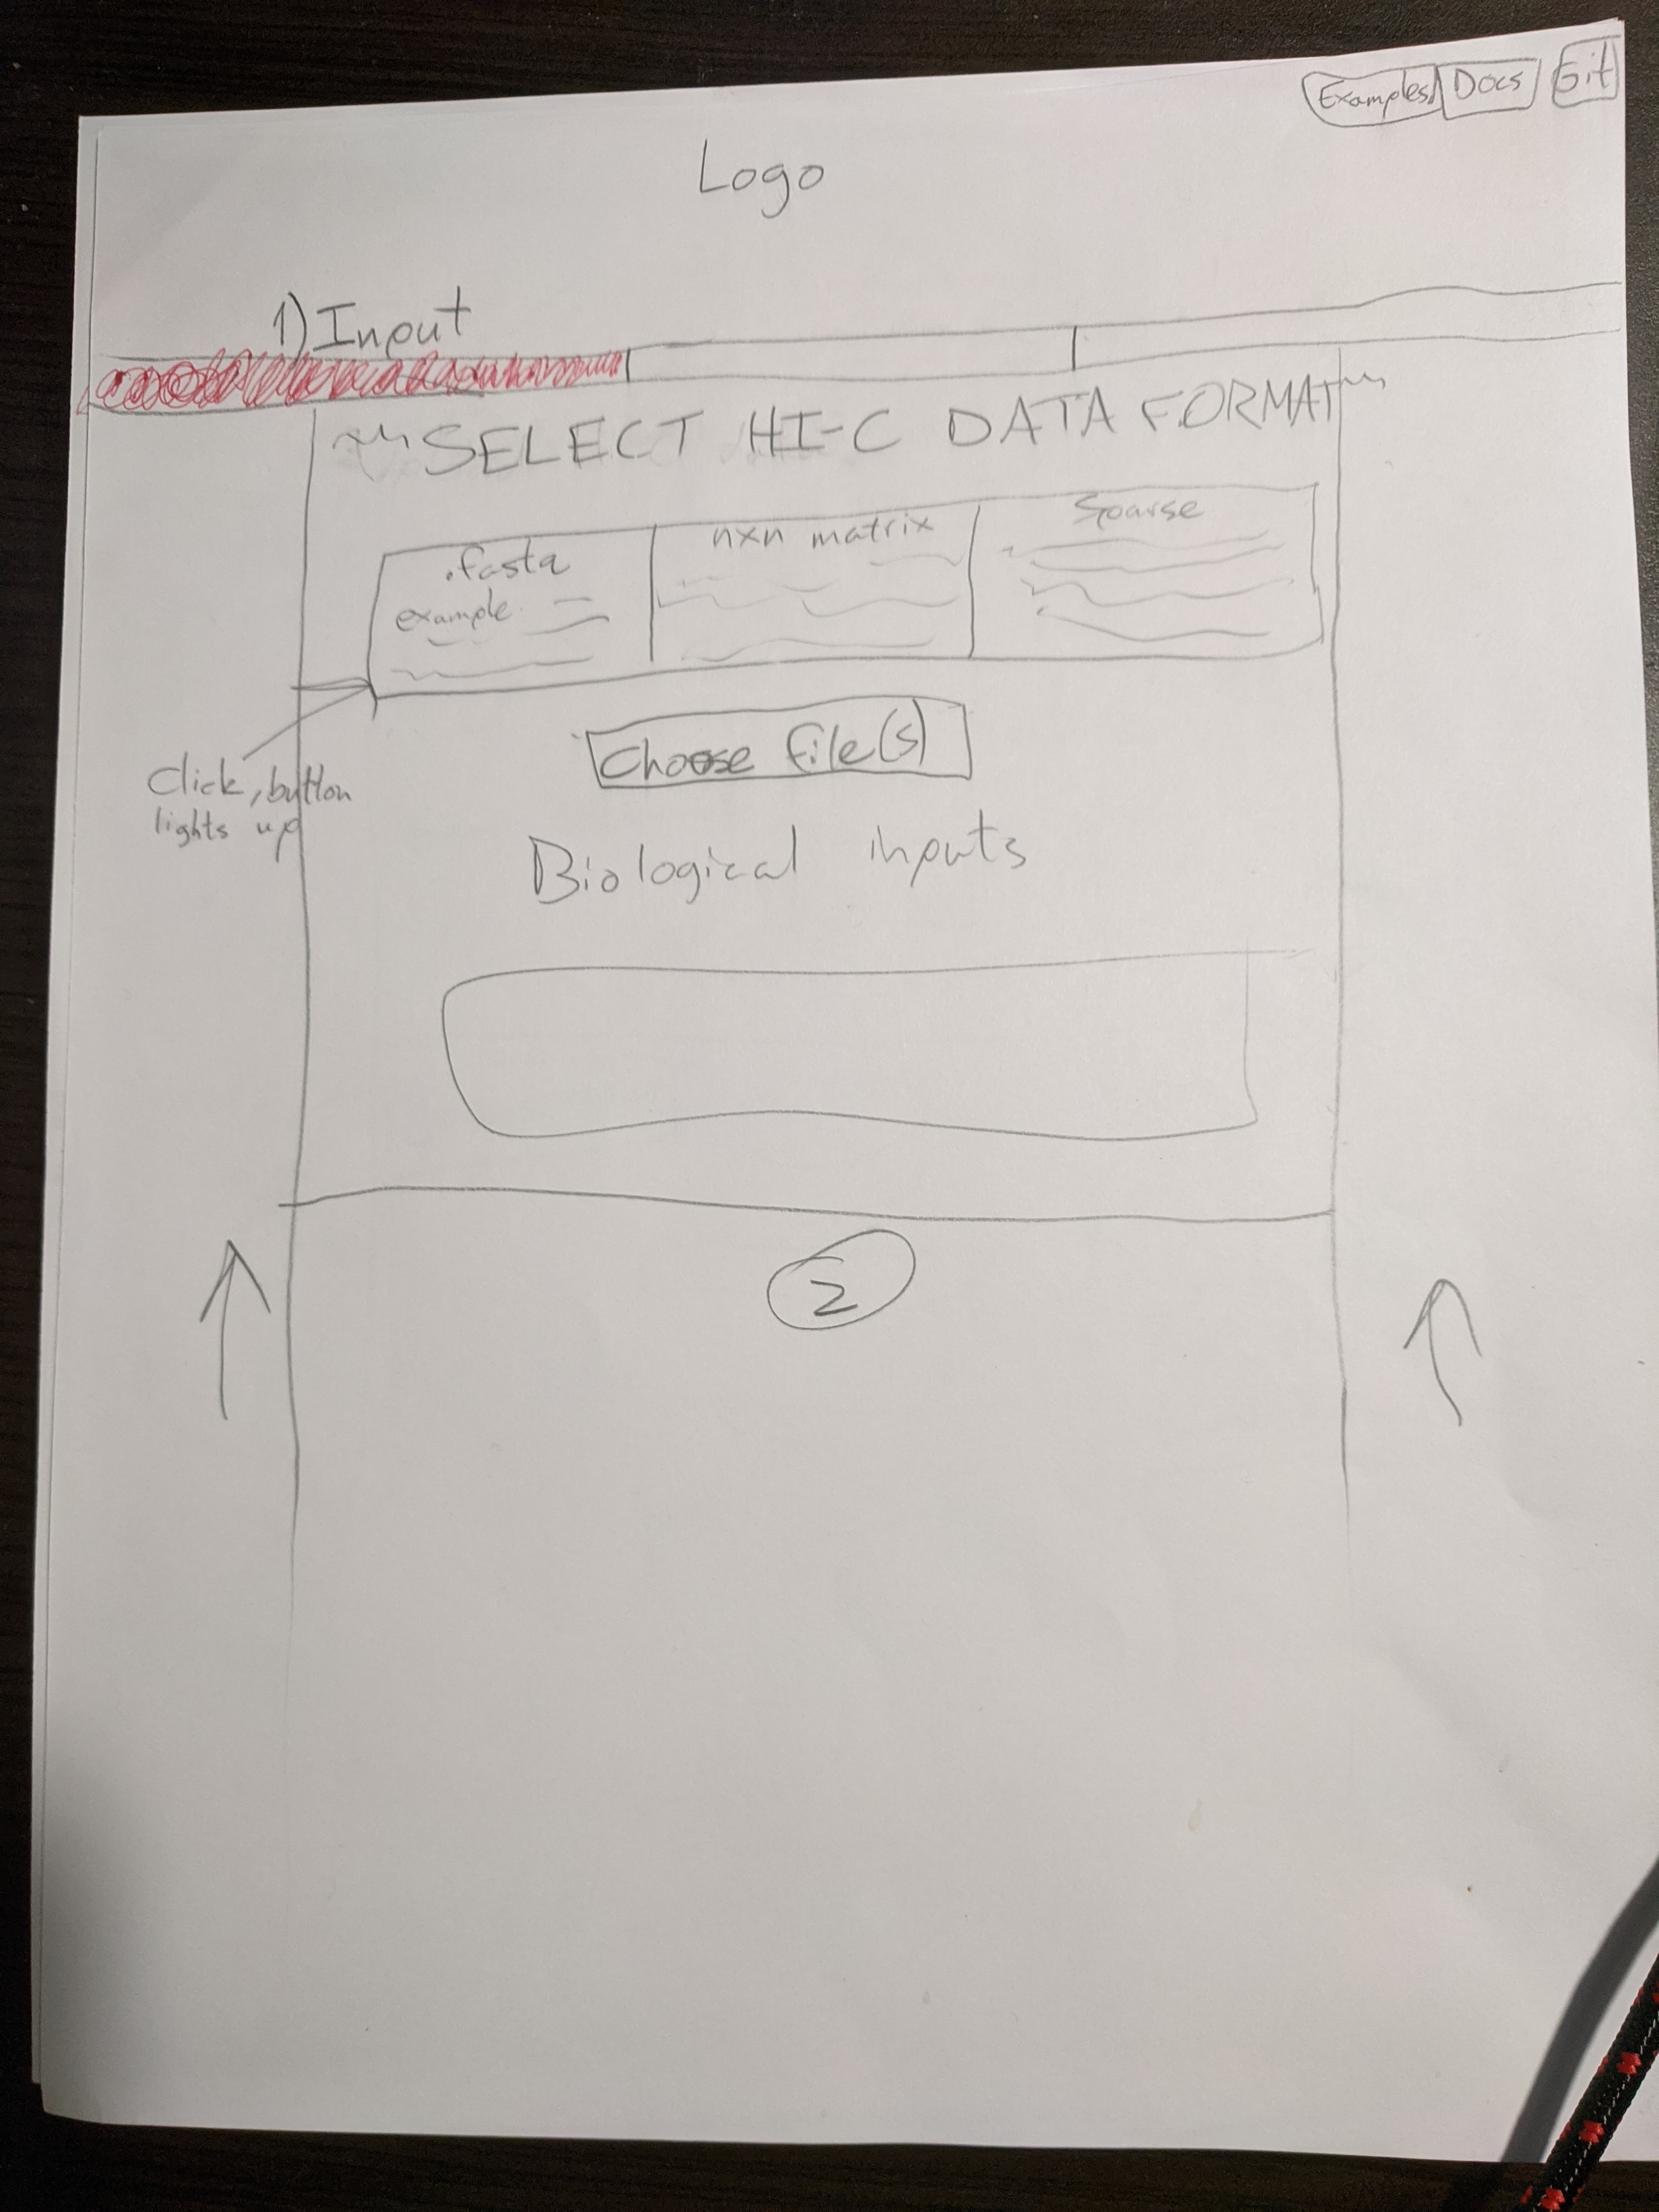 Examples Docs Git
Logo
1) Input
SELECT HI-C DATA FORMAT
.fastq nxn matrix Sparse
example
Choose file(s)
Click, button
lights up
Biological inputs
2